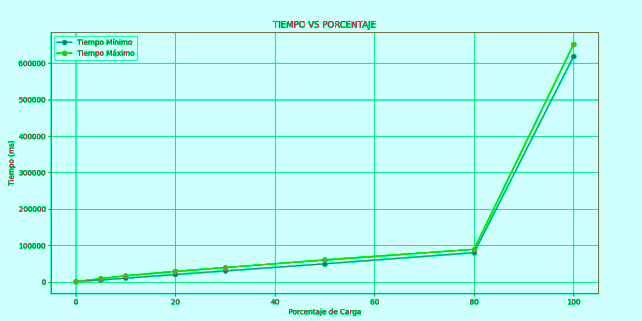 TIEMPO VS PORCENTAJE
Tiempo Mínimo
Tiempo Máximo
600000
500000
400000
300000
200000
100000
0
Tiempo (ms)
0 20 40 60 80 100
Porcentaje de Carga